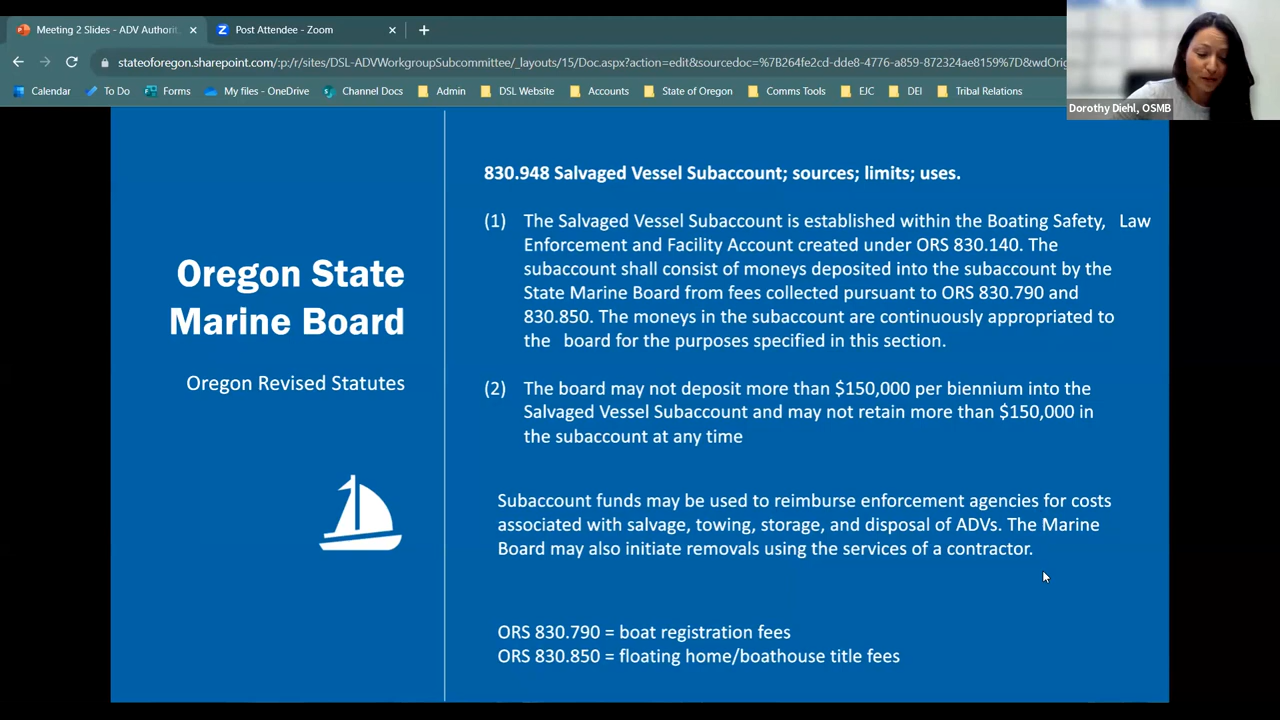 Meeting 2 Slides - ADV Authorit
Post Attendee - Zoom
stateoforegon.sharepoint.com/:p:/r/sites/DSL-ADVWorkgroupSubcommittee/_layouts/15/Doc.aspx?action=edit&sourcedoc=%7B264fe2cd-dde8-4776-a859-872324ae8159%7D&wdOri
Calendar To Do Forms My files - OneDrive Channel Docs Admin DSL Website Accounts State of Oregon Comms Tools EJC DEI Tribal Relations
Dorothy Diehl, OSMB
Oregon State
Marine Board
Oregon Revised Statutes
830.948 Salvaged Vessel Subaccount; sources; limits; uses.
(1) The Salvaged Vessel Subaccount is established within the Boating Safety, Law
Enforcement and Facility Account created under ORS 830.140. The
subaccount shall consist of moneys deposited into the subaccount by the
State Marine Board from fees collected pursuant to ORS 830.790 and
830.850. The moneys in the subaccount are continuously appropriated to
the board for the purposes specified in this section.
(2) The board may not deposit more than $150,000 per biennium into the
Salvaged Vessel Subaccount and may not retain more than $150,000 in
the subaccount at any time
Subaccount funds may be used to reimburse enforcement agencies for costs
associated with salvage, towing, storage, and disposal of ADVs. The Marine
Board may also initiate removals using the services of a contractor.
ORS 830.790 = boat registration fees
ORS 830.850 = floating home/boathouse title fees